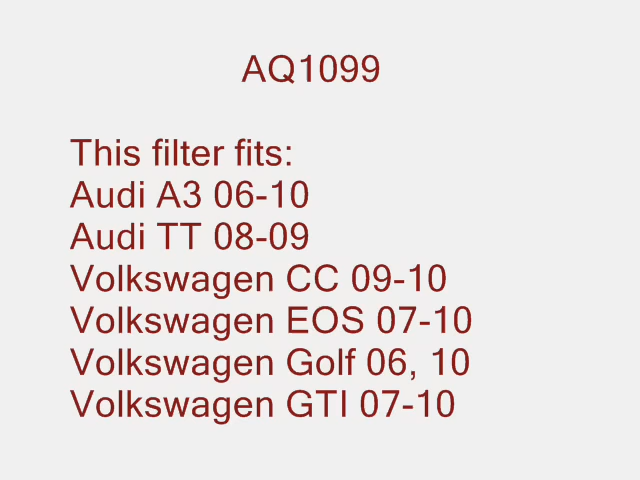 AQ1099
This filter fits:
Audi A3 06-10
Audi TT 08-09
Volkswagen CC 09-10
Volkswagen EOS 07-10
Volkswagen Golf 06, 10
Volkswagen GTI 07-10